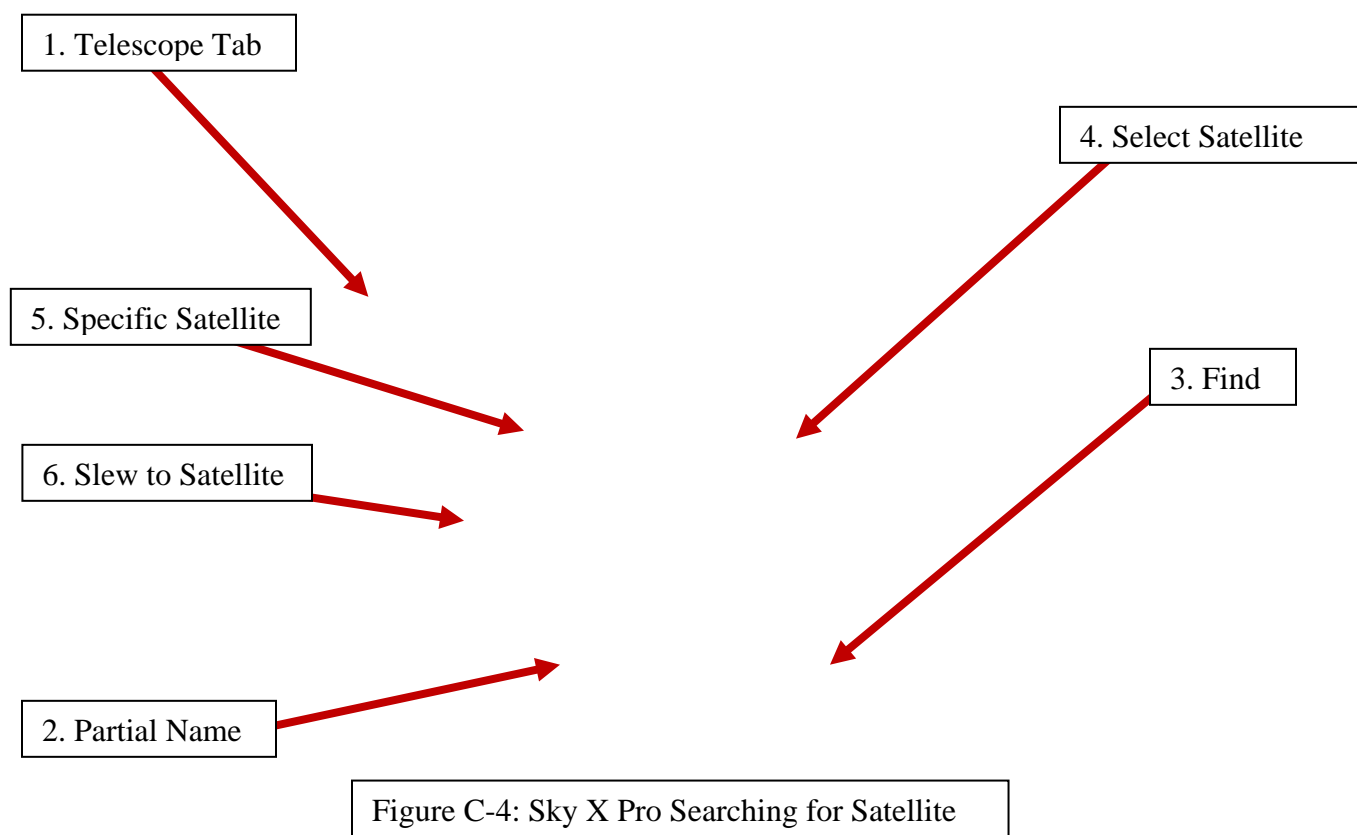 1. Telescope Tab
4. Select Satellite
5. Specific Satellite
3. Find
6. Slew to Satellite
2. Partial Name
Figure C-4: Sky X Pro Searching for Satellite